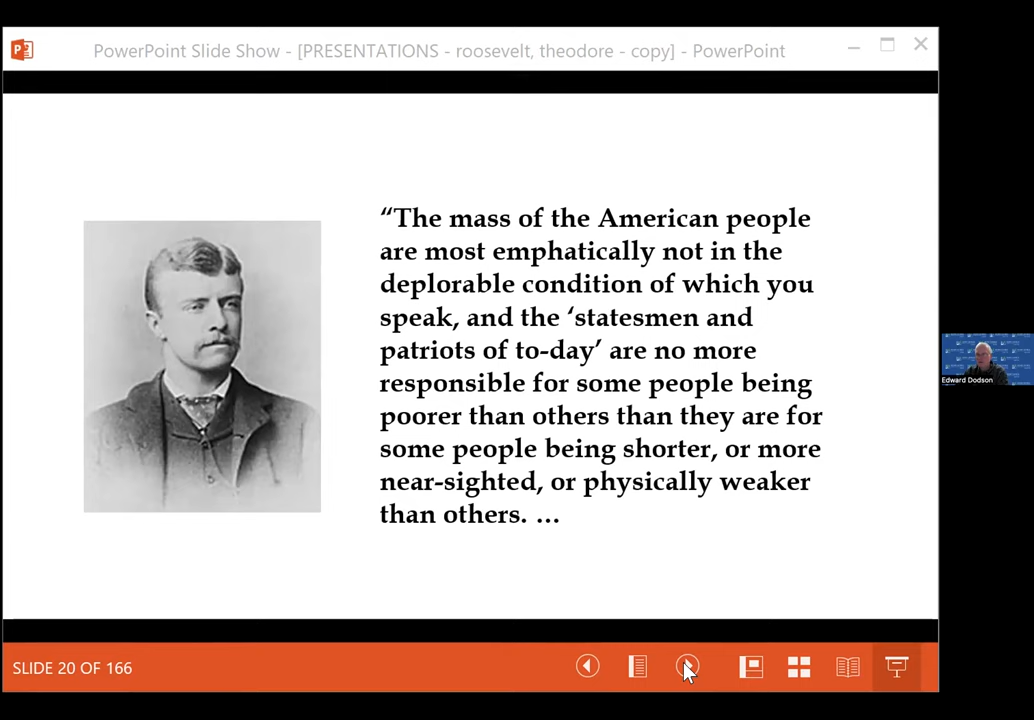 PowerPoint Slide Show - [PRESENTATIONS - roosevelt, theodore - copy] - PowerPoint
“The mass of the American people
are most emphatically not in the
deplorable condition of which you
speak, and the ‘statesmen and
patriots of to-day’ are no more
responsible for some people being
poorer than others than they are for
some people being shorter, or more
near-sighted, or physically weaker
than others. …
Edward Dodson
SLIDE 20 OF 166